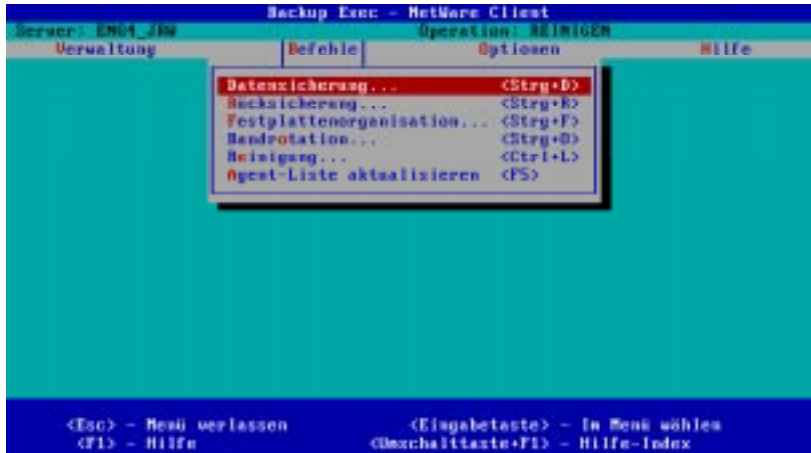 Backup Exec - NetWare Client
Server: ENG4_JRW Operation: REINIGEN
Verwaltung Befehle Optionen Hilfe
Datensicherung... <Strg+D>
Rücksicherung... <Strg+R>
Festplattenorganisation... <Strg+F>
Bandrotation... <Strg+O>
Reinigung... <Ctrl+L>
Agent-Liste aktualisieren <F5>
<Esc> - Menü verlassen <Eingabetaste> - Im Menü wählen
<F1> - Hilfe <Umschalttaste+F1> - Hilfe-Index